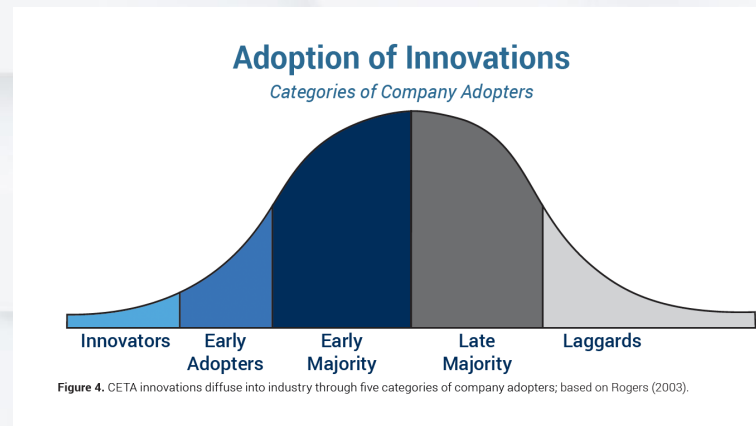 Adoption of Innovations
Categories of Company Adopters
Innovators
Early
Adopters
Early
Majority
Late
Majority
Laggards
Figure 4. CETA innovations diffuse into industry through five categories of company adopters; based on Rogers (2003).